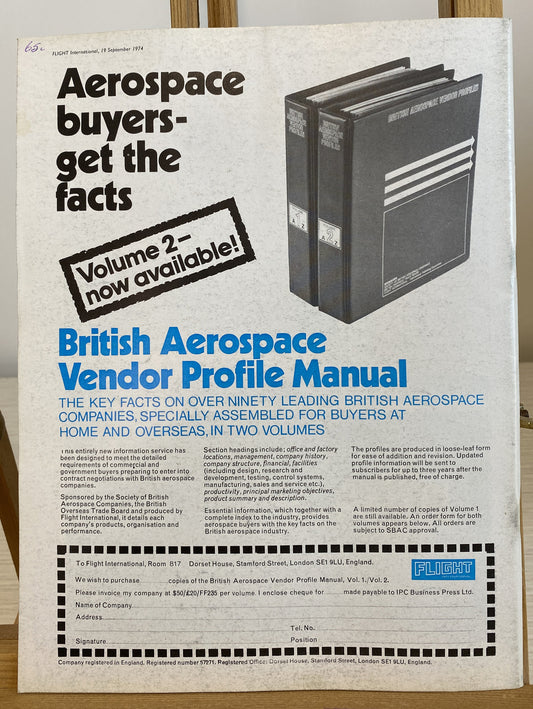 65c
FLIGHT International, 19 September 1974
Aerospace
buyers-
get the
facts
BRITISH AEROSPACE VENDOR PROFILES
BRITISH
AEROSPACE
VENDOR
PROFILES
BRITISH
AEROSPACE
VENDOR
PROFILES
1
A Z
2
A Z
Volume 2–
now available!
British Aerospace
Vendor Profile Manual
THE KEY FACTS ON OVER NINETY LEADING BRITISH AEROSPACE
COMPANIES, SPECIALLY ASSEMBLED FOR BUYERS AT
HOME AND OVERSEAS, IN TWO VOLUMES
This entirely new information service has
been designed to meet the detailed
requirements of commercial and
government buyers preparing to enter into
contract negotiations with British aerospace
companies.
Sponsored by the Society of British
Aerospace Companies, the British
Overseas Trade Board and produced by
Flight International, it details each
company's products, organisation and
performance.
Section headings include; office and factory
locations, management, company history,
company structure, financial, facilities
(including design, research and
development, testing, control systems,
manufacturing, sales and service etc.),
productivity, principal marketing objectives,
product summary and description.
Essential information, which together with a
complete index to the industry, provides
aerospace buyers with the key facts on the
British aerospace industry.
The profiles are produced in loose-leaf form
for ease of addition and revision. Updated
profile information will be sent to
subscribers for up to three years after the
manual is published, free of charge.
A limited number of copies of Volume 1
are still available. An order form for both
volumes appears below. All orders are
subject to SBAC approval.
To Flight International, Room 817 Dorset House, Stamford Street, London SE1 9LU, England.
FLIGHT
We wish to purchase copies of the British Aerospace Vendor Profile Manual, Vol. 1./Vol. 2.
Please invoice my company at $50/£20/FF235 per volume. I enclose cheque for made payable to IPC Business Press Ltd.
Name of Company
Address
Tel. No.
Signature Position
Company registered in England. Registered number 57271. Registered Office: Dorset House, Stamford Street, London SE1 9LU, England.